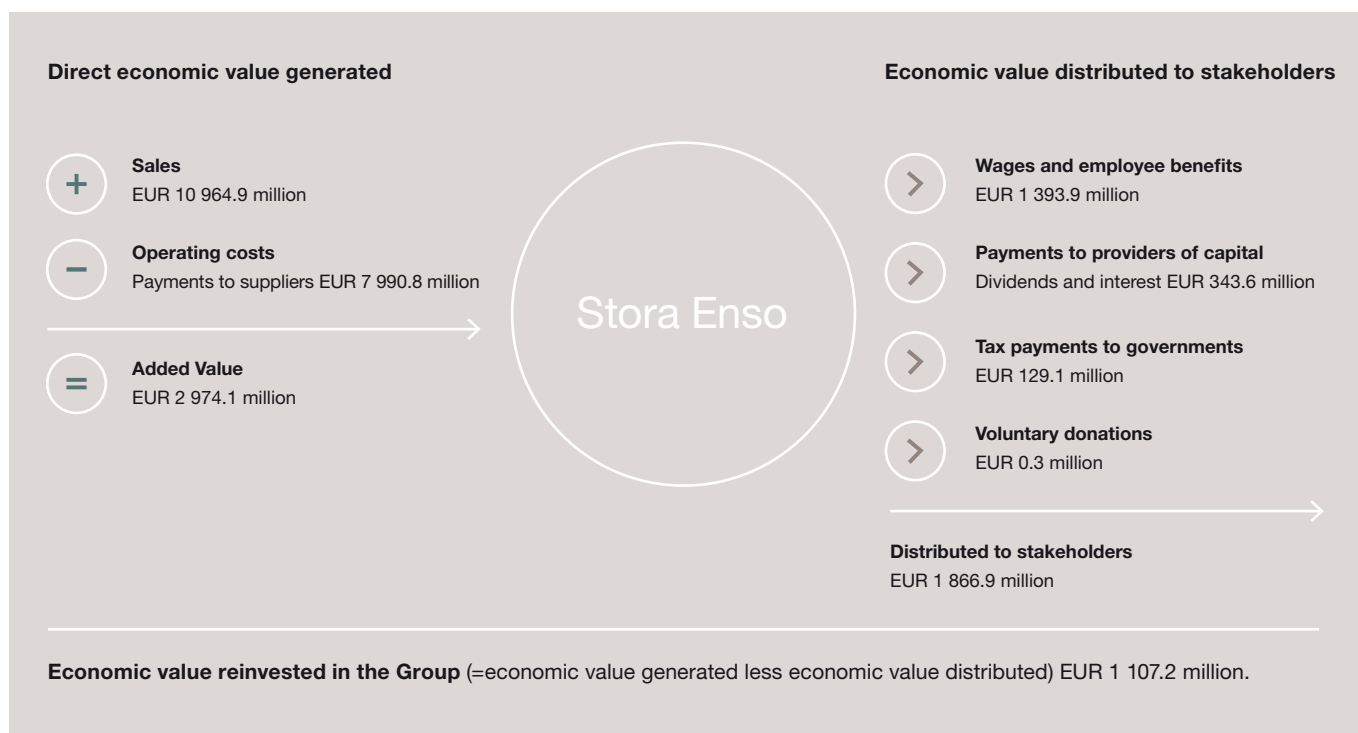 Direct economic value generated
Sales
EUR 10 964.9 million
Operating costs
Payments to suppliers EUR 7 990.8 million
Added Value
EUR 2 974.1 million
Stora Enso
Economic value distributed to stakeholders
Wages and employee benefits
EUR 1 393.9 million
Payments to providers of capital
Dividends and interest EUR 343.6 million
Tax payments to governments
EUR 129.1 million
Voluntary donations
EUR 0.3 million
Distributed to stakeholders
EUR 1 866.9 million
Economic value reinvested in the Group (=economic value generated less economic value distributed) EUR 1 107.2 million.